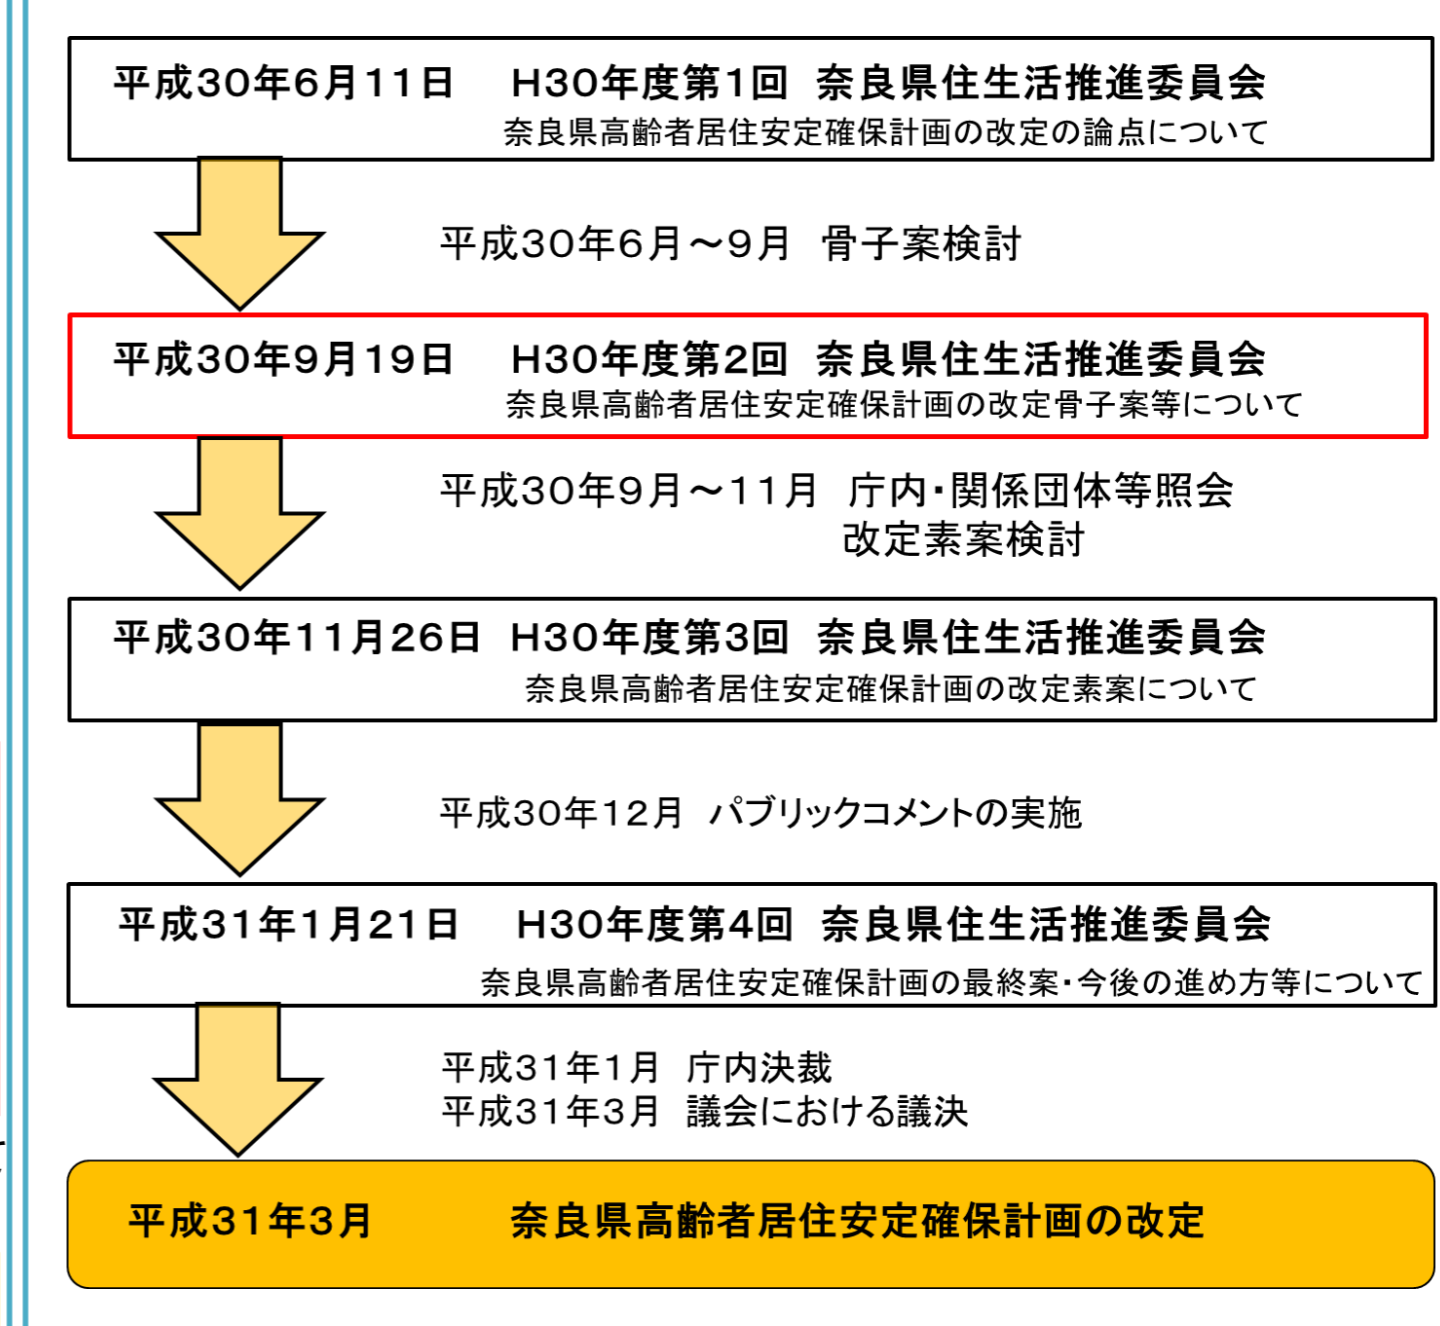 平成30年6月11日 H30年度第1回 奈良県住生活推進委員会
奈良県高齢者居住安定確保計画の改定の論点について
平成30年6月～9月 骨子案検討
平成30年9月19日 H30年度第2回 奈良県住生活推進委員会
奈良県高齢者居住安定確保計画の改定骨子案等について
平成30年9月～11月 庁内・関係団体等照会
改定素案検討
平成30年11月26日 H30年度第3回 奈良県住生活推進委員会
奈良県高齢者居住安定確保計画の改定素案について
平成30年12月 パブリックコメントの実施
平成31年1月21日 H30年度第4回 奈良県住生活推進委員会
奈良県高齢者居住安定確保計画の最終案・今後の進め方等について
平成31年1月 庁内決裁
平成31年3月 議会における議決
平成31年3月 奈良県高齢者居住安定確保計画の改定